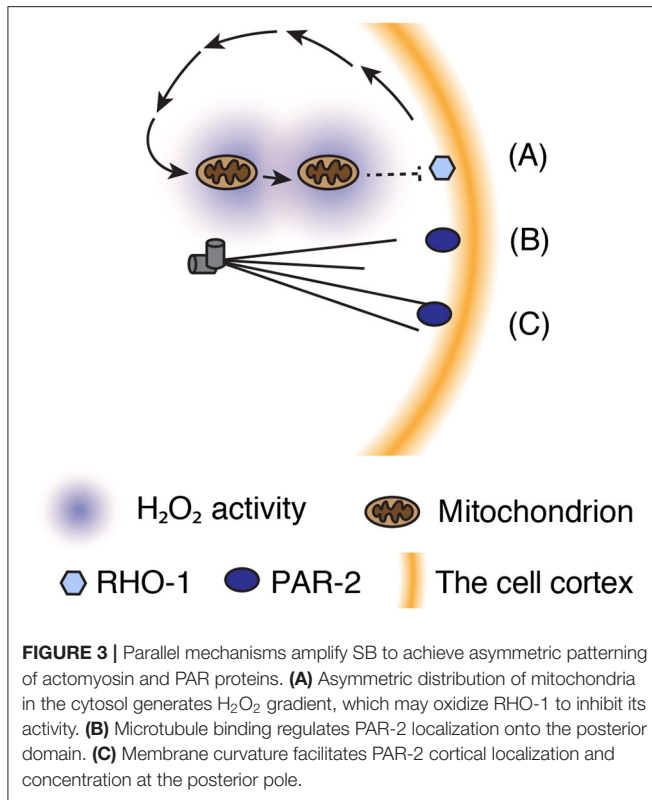 (A)
(B)
(C)
H₂O₂ activity
Mitochondrion
RHO-1
PAR-2
The cell cortex
FIGURE 3 | Parallel mechanisms amplify SB to achieve asymmetric patterning
of actomyosin and PAR proteins. (A) Asymmetric distribution of mitochondria
in the cytosol generates H₂O₂ gradient, which may oxidize RHO-1 to inhibit its
activity. (B) Microtubule binding regulates PAR-2 localization onto the posterior
domain. (C) Membrane curvature facilitates PAR-2 cortical localization and
concentration at the posterior pole.